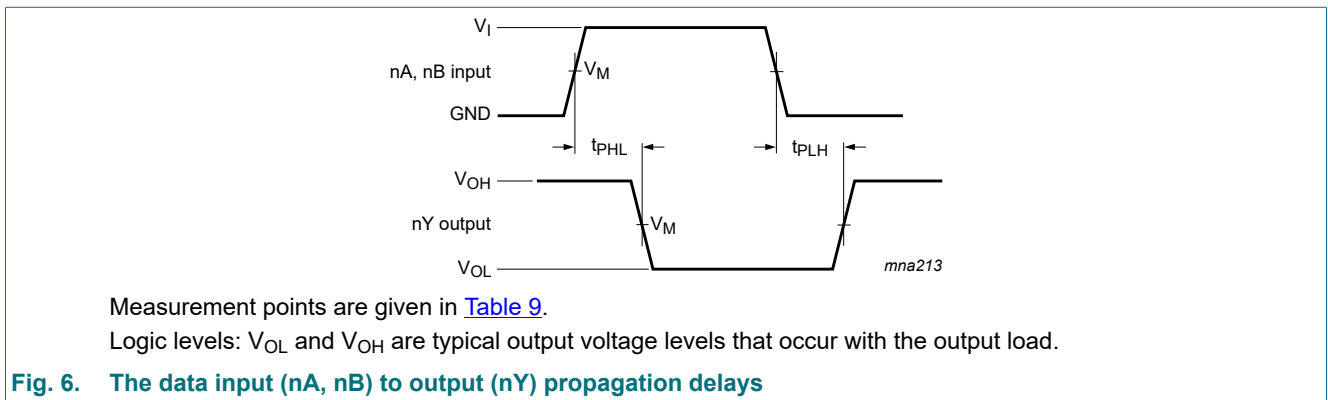 V_I
nA, nB input
V_M
GND
t_PHL
t_PLH
V_OH
nY output
V_M
V_OL
mna213
Measurement points are given in Table 9.
Logic levels: V_OL and V_OH are typical output voltage levels that occur with the output load.
Fig. 6. The data input (nA, nB) to output (nY) propagation delays